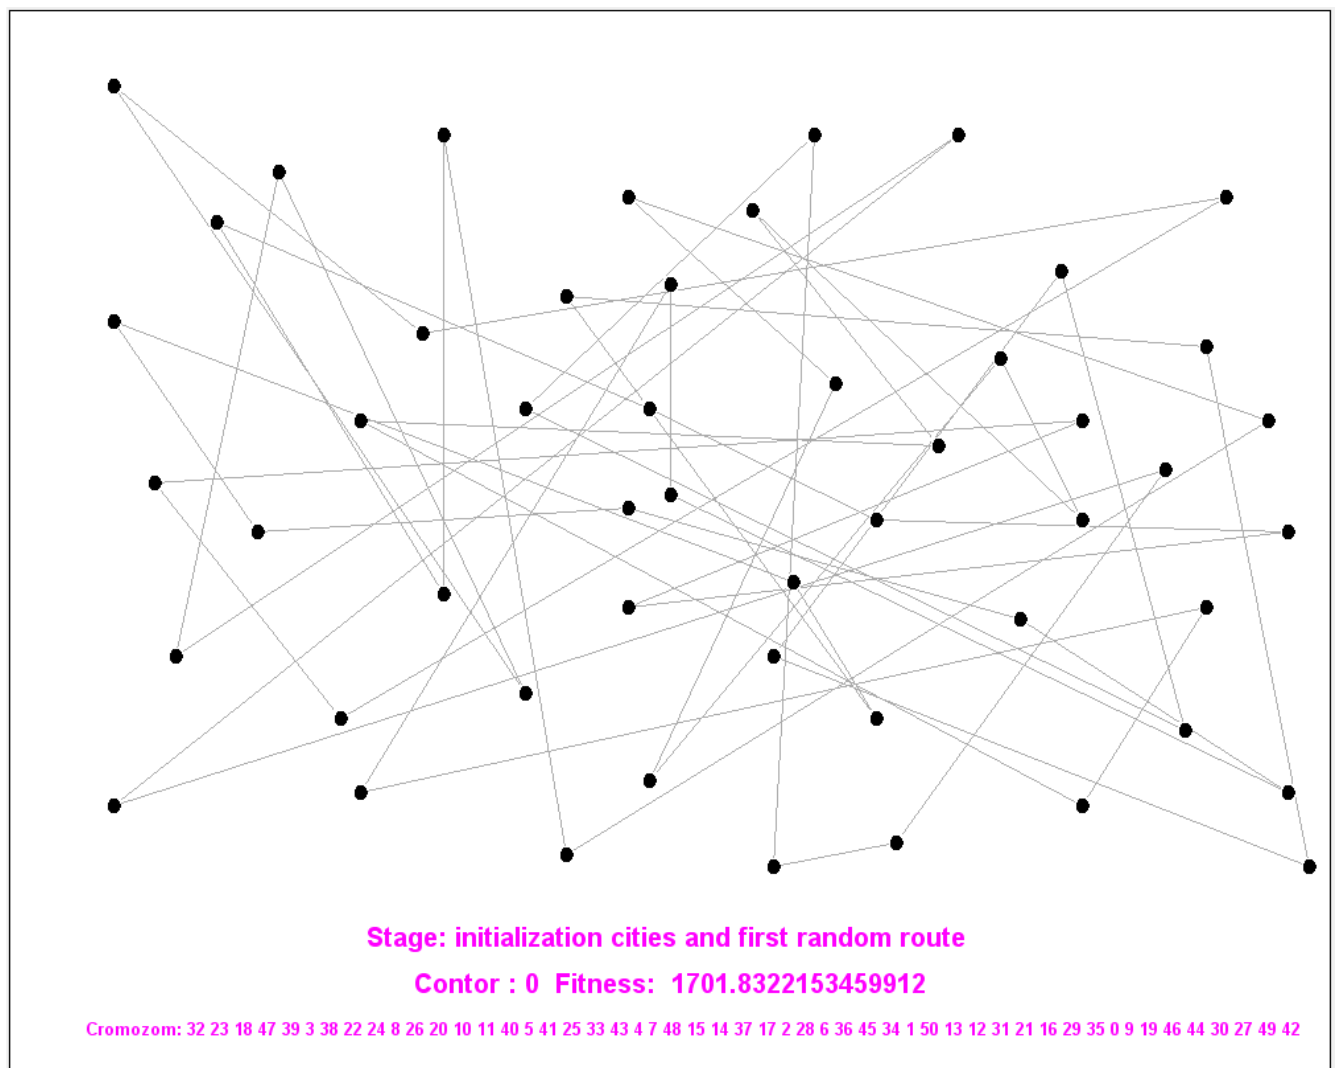 Stage: initialization cities and first random route
Contor : 0 Fitness: 1701.8322153459912
Cromozom: 32 23 18 47 39 3 38 22 24 8 26 20 10 11 40 5 41 25 33 43 4 7 48 15 14 37 17 2 28 6 36 45 34 1 50 13 12 31 21 16 29 35 0 9 19 46 44 30 27 49 42